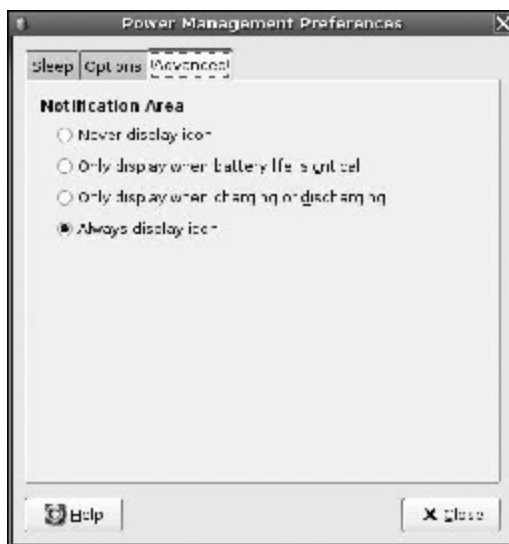 Power Management Preferences
Sleep Options Advanced
Notification Area
Never display icon
Only display when battery life is critical
Only display when charging or discharging
Always display icon
Help Close